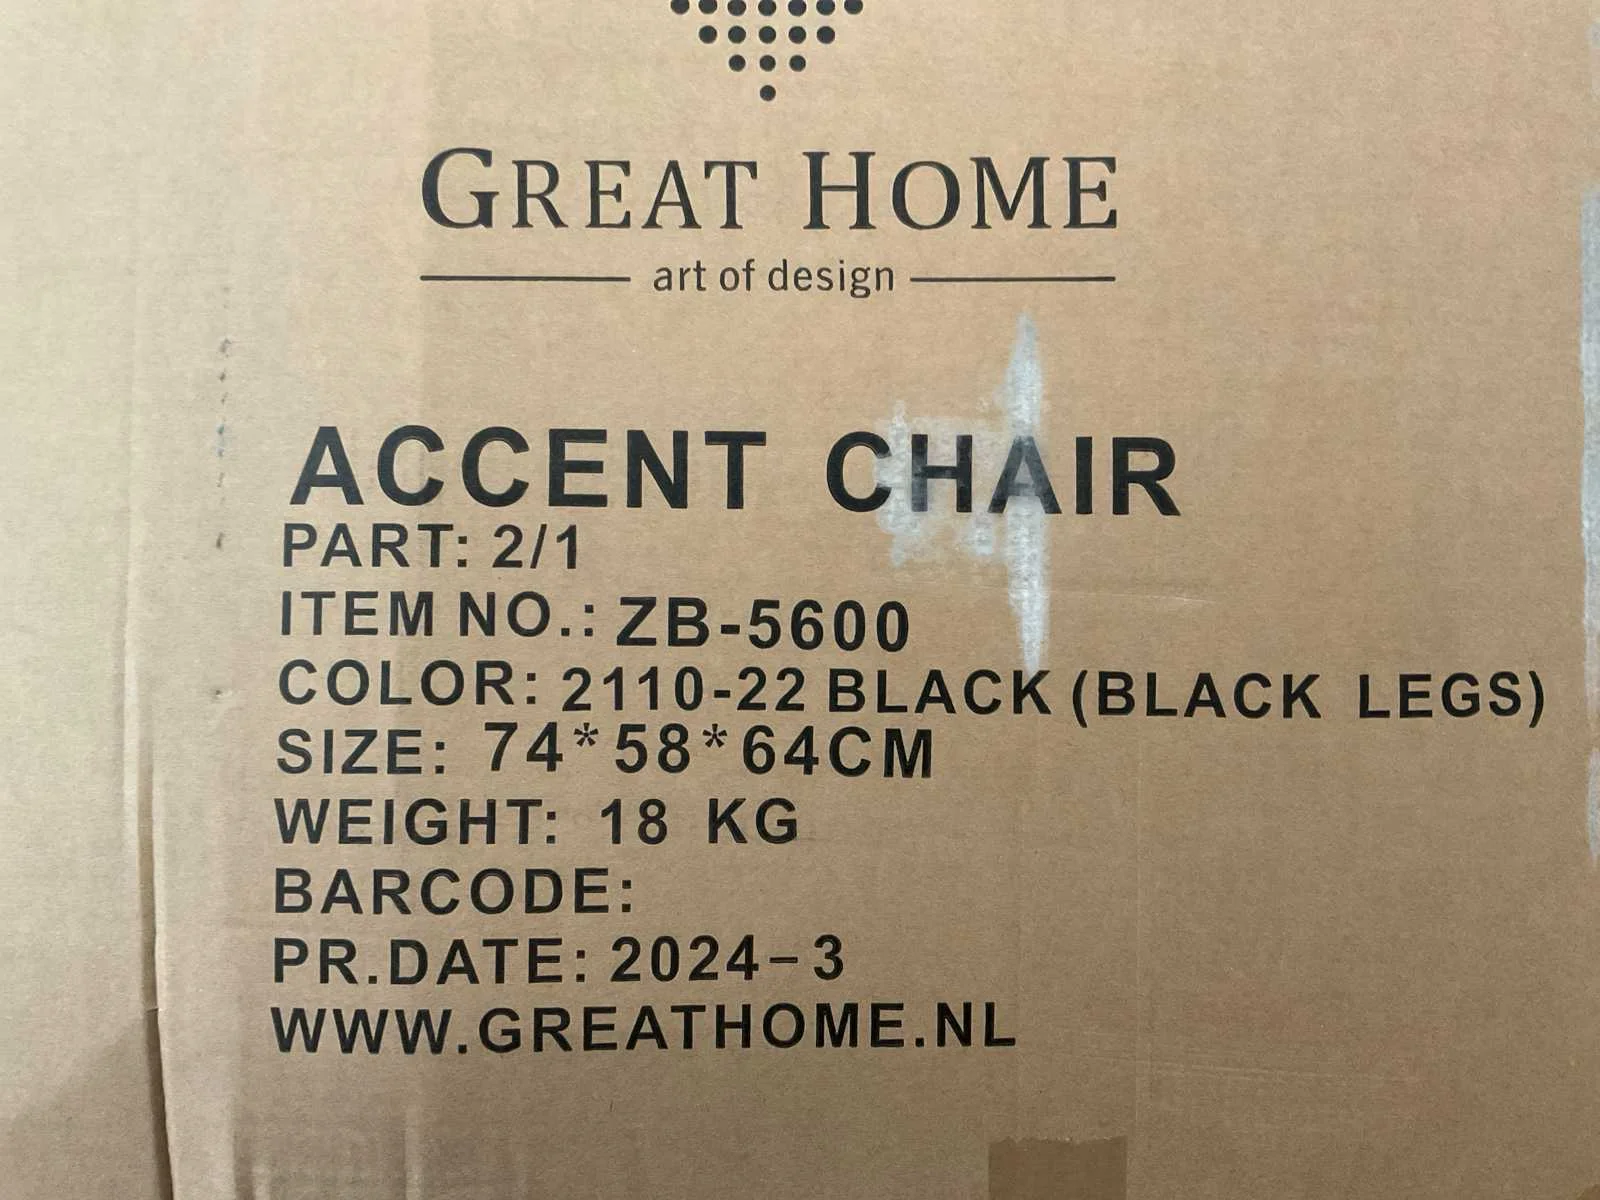 GREAT HOME
art of design
ACCENT CHAIR
PART: 2/1
ITEM NO.: ZB-5600
COLOR: 2110-22 BLACK (BLACK LEGS)
SIZE: 74*58*64CM
WEIGHT: 18 KG
BARCODE:
PR.DATE: 2024-3
WWW.GREATHOME.NL